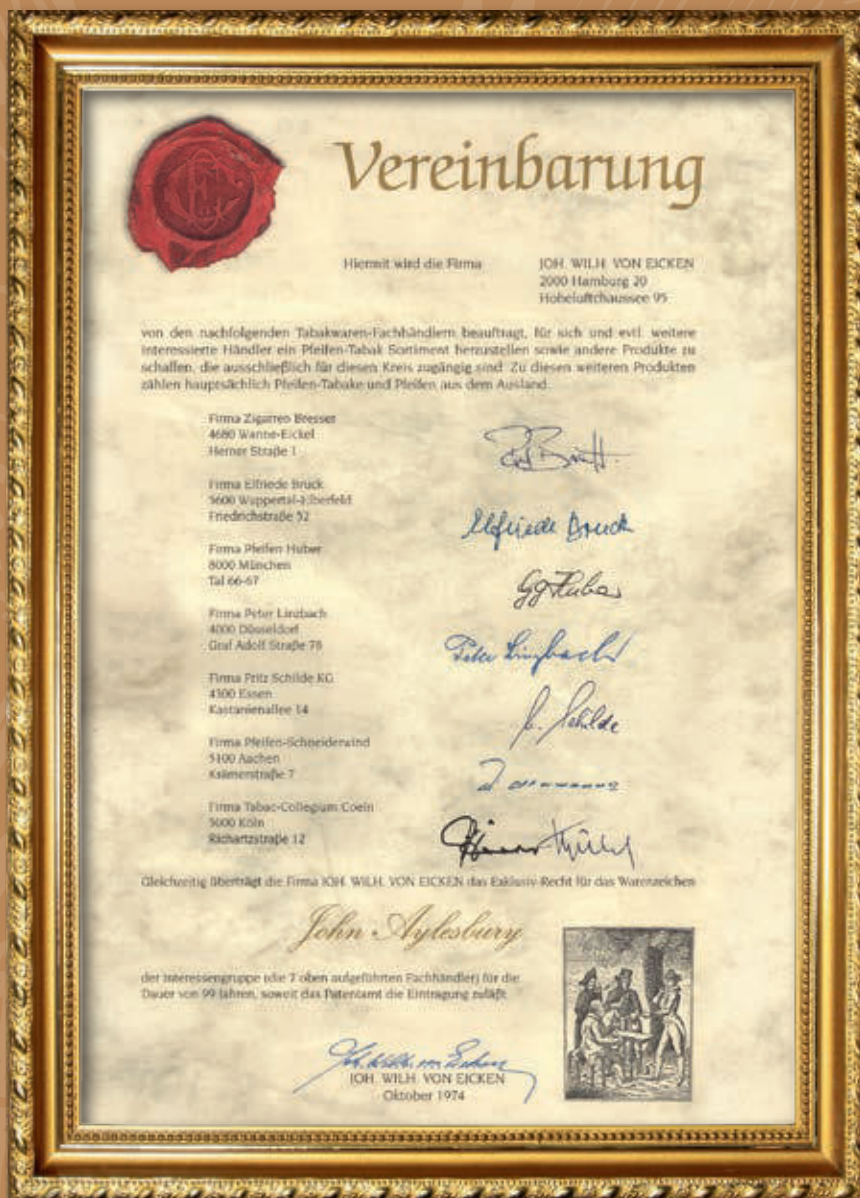 Vereinbarung
Hiermit wird die Firma
JOH. WILH. VON EICKEN
2000 Hamburg 20
Hoheluftchaussee 95
von den nachfolgenden Tabakwaren-Fachhändlern beauftragt, für sich und evtl. weitere
interessierte Händler ein Pfeifen-Tabak Sortiment herzustellen sowie andere Produkte zu
schaffen, die ausschließlich für diesen Kreis zugängig sind. Zu diesen weiteren Produkten
zählen hauptsächlich Pfeifen-Tabake und Pfeifen aus dem Ausland.
Firma Zigarren Bresser
4680 Wanne-Eickel
Herner Straße 1
Firma Elfriede Bruck
5600 Wuppertal-Elberfeld
Friedrichstraße 52
Elfriede Bruck
Firma Pfeifen Huber
8000 München
Tal 66-67
Gg Huber
Firma Peter Linzbach
4000 Düsseldorf
Graf Adolf Straße 78
Peter Linzbach
Firma Fritz Schilde KG
4300 Essen
Kastanienallee 14
Schilde
Firma Pfeifen-Schneiderwind
5100 Aachen
Krämerstraße 7
Firma Tabac-Collegium Coeln
5000 Köln
Richartzstraße 12
Gleichzeitig überträgt die Firma JOH. WILH. VON EICKEN das Exklusiv-Recht für das Warenzeichen
John Aylesbury
der Interessengruppe (die 7 oben aufgeführten Fachhändler) für die
Dauer von 99 Jahren, soweit das Patentamt die Eintragung zuläßt.
Joh. Wilh. von Eicken
JOH. WILH. VON EICKEN
Oktober 1974